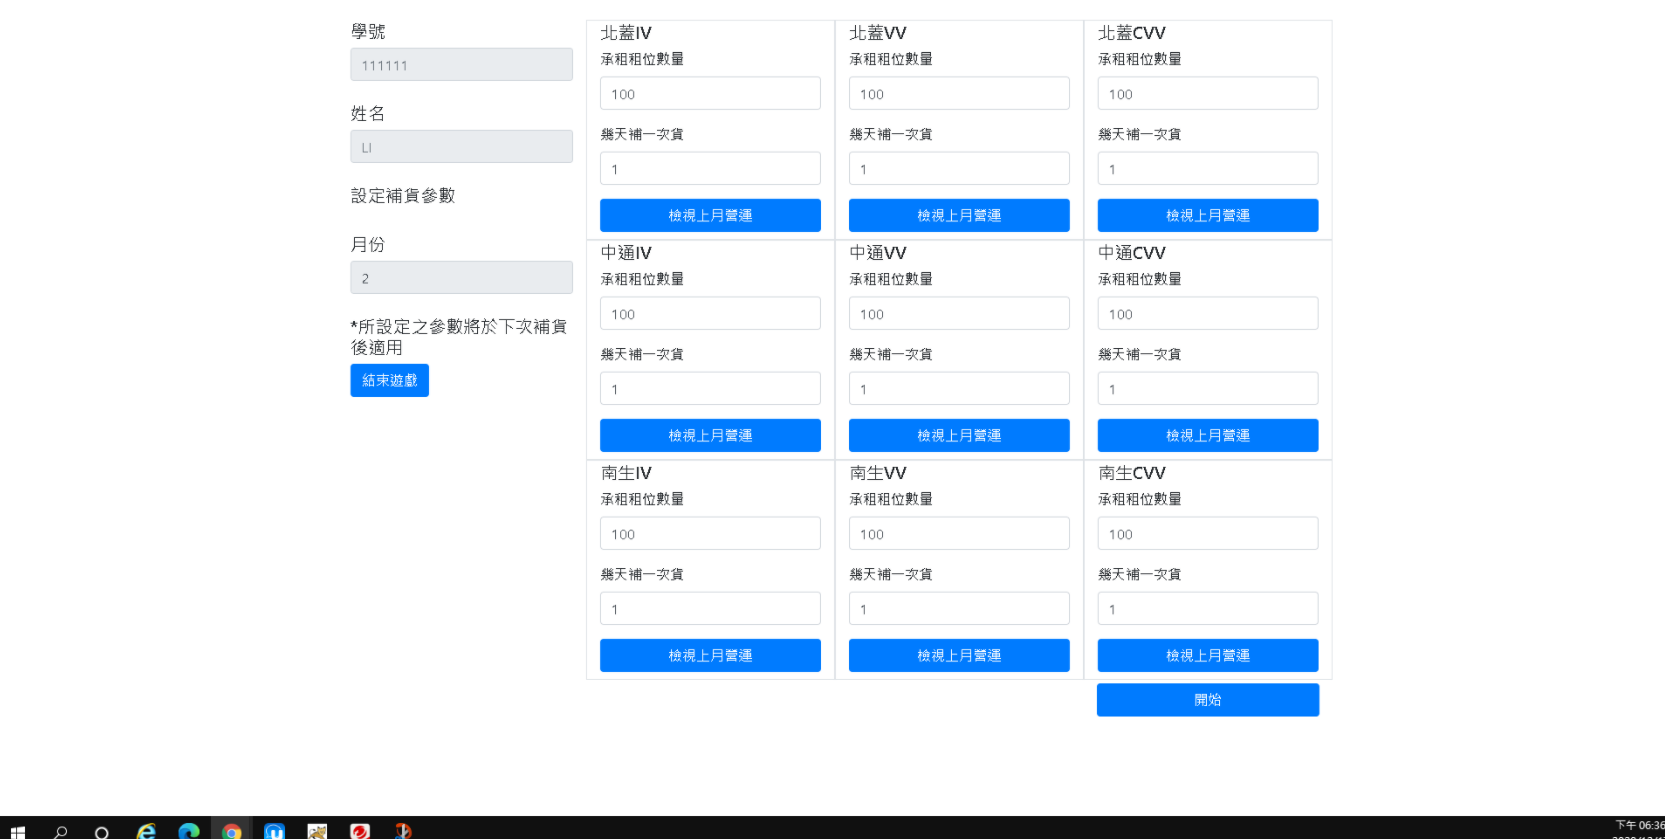 學號
111111
姓名
LI
設定補貨參數
月份
2
*所設定之參數將於下次補貨
後適用
結束遊戲
北蓋IV
承租租位數量
100
幾天補一次貨
1
檢視上月營運
北蓋VV
承租租位數量
100
幾天補一次貨
1
檢視上月營運
北蓋CVV
承租租位數量
100
幾天補一次貨
1
檢視上月營運
中通IV
承租租位數量
100
幾天補一次貨
1
檢視上月營運
中通VV
承租租位數量
100
幾天補一次貨
1
檢視上月營運
中通CVV
承租租位數量
100
幾天補一次貨
1
檢視上月營運
南生IV
承租租位數量
100
幾天補一次貨
1
檢視上月營運
南生VV
承租租位數量
100
幾天補一次貨
1
檢視上月營運
南生CVV
承租租位數量
100
幾天補一次貨
1
檢視上月營運
開始
下午 06:36